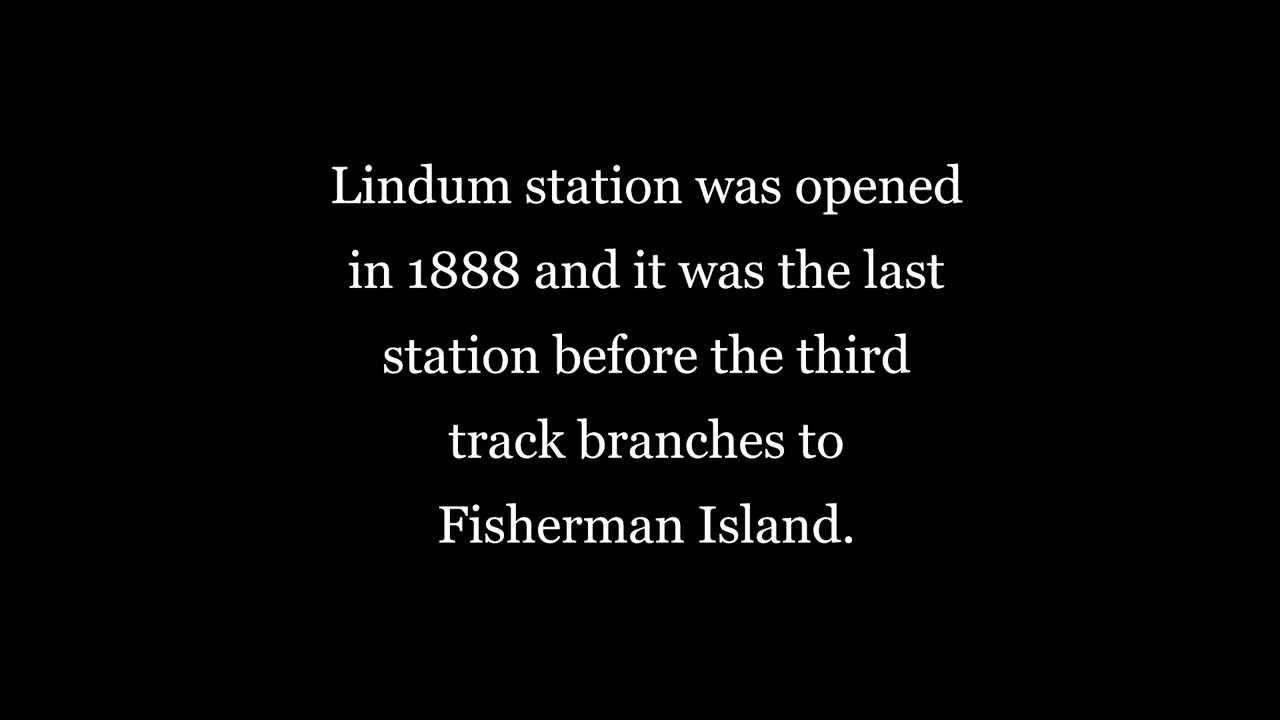 Lindum station was opened
in 1888 and it was the last
station before the third
track branches to
Fisherman Island.